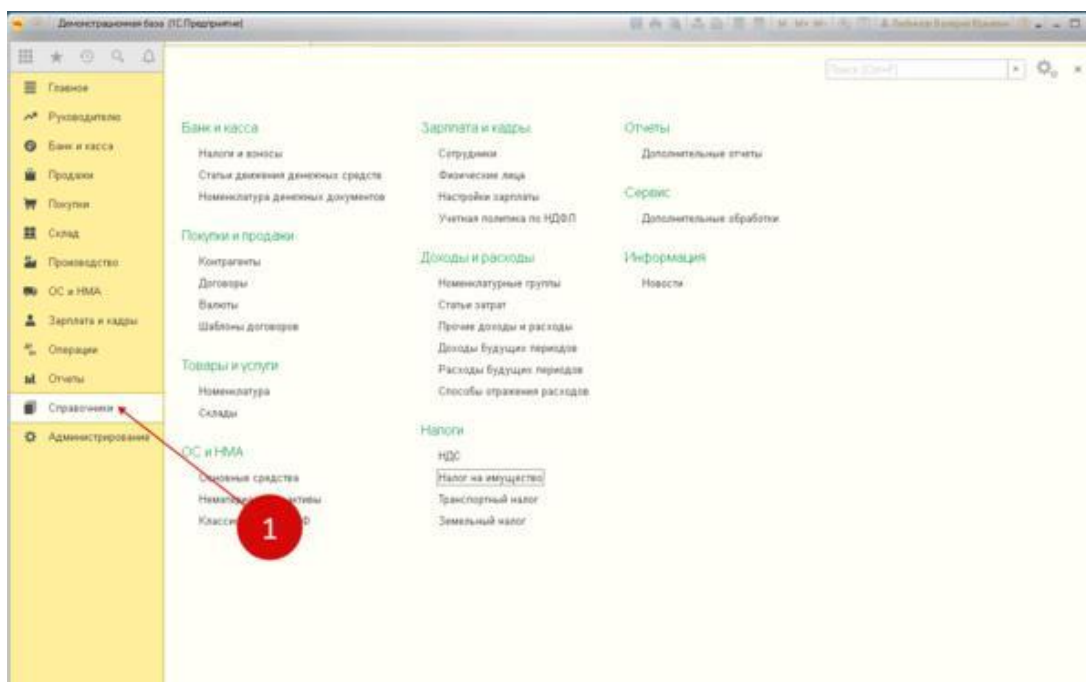 Демонстрационная база (1С:Предприятие)
M M+ M-
Поиск (Ctrl+F)
Главное
Руководителю
Банк и касса
Продажи
Покупки
Склад
Производство
ОС и НМА
Зарплата и кадры
Операции
Отчеты
Справочники
Администрирование
Банк и касса
Налоги и взносы
Статьи движения денежных средств
Номенклатура денежных документов
Покупки и продажи
Контрагенты
Договоры
Валюты
Шаблоны договоров
Товары и услуги
Номенклатура
Склады
ОС и НМА
Основные средства
1
Зарплата и кадры
Сотрудники
Физические лица
Настройки зарплаты
Учетная политика по НДФЛ
Доходы и расходы
Номенклатурные группы
Статьи затрат
Прочие доходы и расходы
Доходы будущих периодов
Расходы будущих периодов
Способы отражения расходов
Налоги
НДС
Налог на имущество
Транспортный налог
Земельный налог
Отчеты
Дополнительные отчеты
Сервис
Дополнительные обработки
Информация
Новости